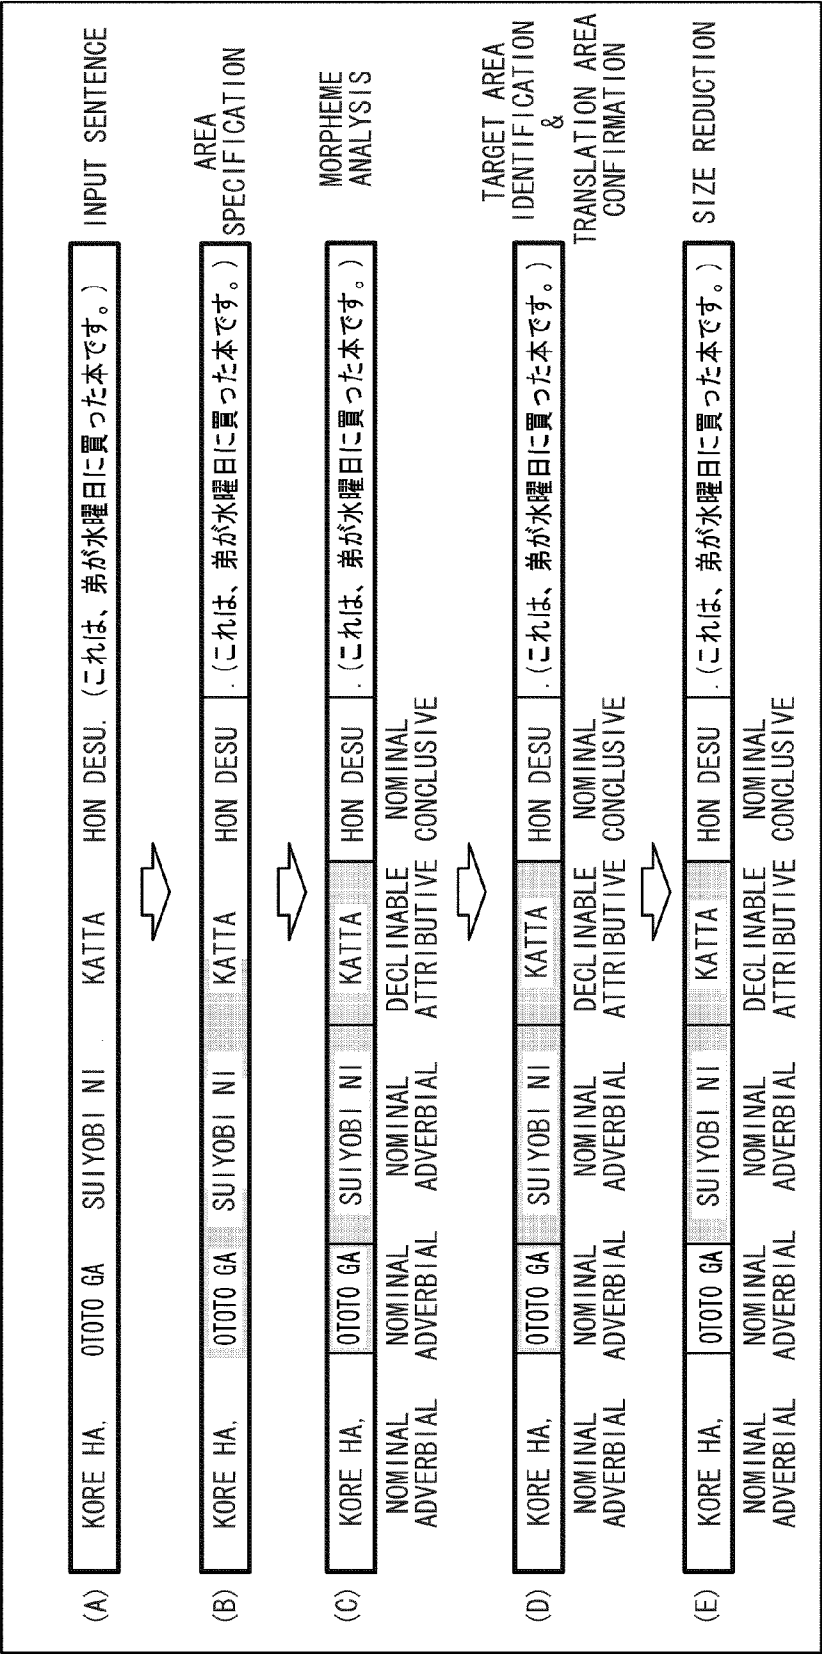 (A) KORE HA, OTOTO GA SUIYOBI NI KATTA HON DESU. (これは、弟が水曜日に買った本です。) INPUT SENTENCE
(B) KORE HA, OTOTO GA SUIYOBI NI KATTA HON DESU . (これは、弟が水曜日に買った本です。) AREA
SPECIFICATION
(C) KORE HA, OTOTO GA SUIYOBI NI KATTA HON DESU . (これは、弟が水曜日に買った本です。) MORPHEME
ANALYSIS
NOMINAL NOMINAL NOMINAL DECLINABLE NOMINAL
ADVERBIAL ADVERBIAL ADVERBIAL ATTRIBUTIVE CONCLUSIVE
TARGET AREA
IDENTIFICATION
(D) KORE HA, OTOTO GA SUIYOBI NI KATTA HON DESU . (これは、弟が水曜日に買った本です。) &
TRANSLATION AREA
CONFIRMATION
NOMINAL NOMINAL NOMINAL DECLINABLE NOMINAL
ADVERBIAL ADVERBIAL ADVERBIAL ATTRIBUTIVE CONCLUSIVE
(E) KORE HA, OTOTO GA SUIYOBI NI KATTA HON DESU . (これは、弟が水曜日に買った本です。) SIZE REDUCTION
NOMINAL NOMINAL NOMINAL DECLINABLE NOMINAL
ADVERBIAL ADVERBIAL ADVERBIAL ATTRIBUTIVE CONCLUSIVE